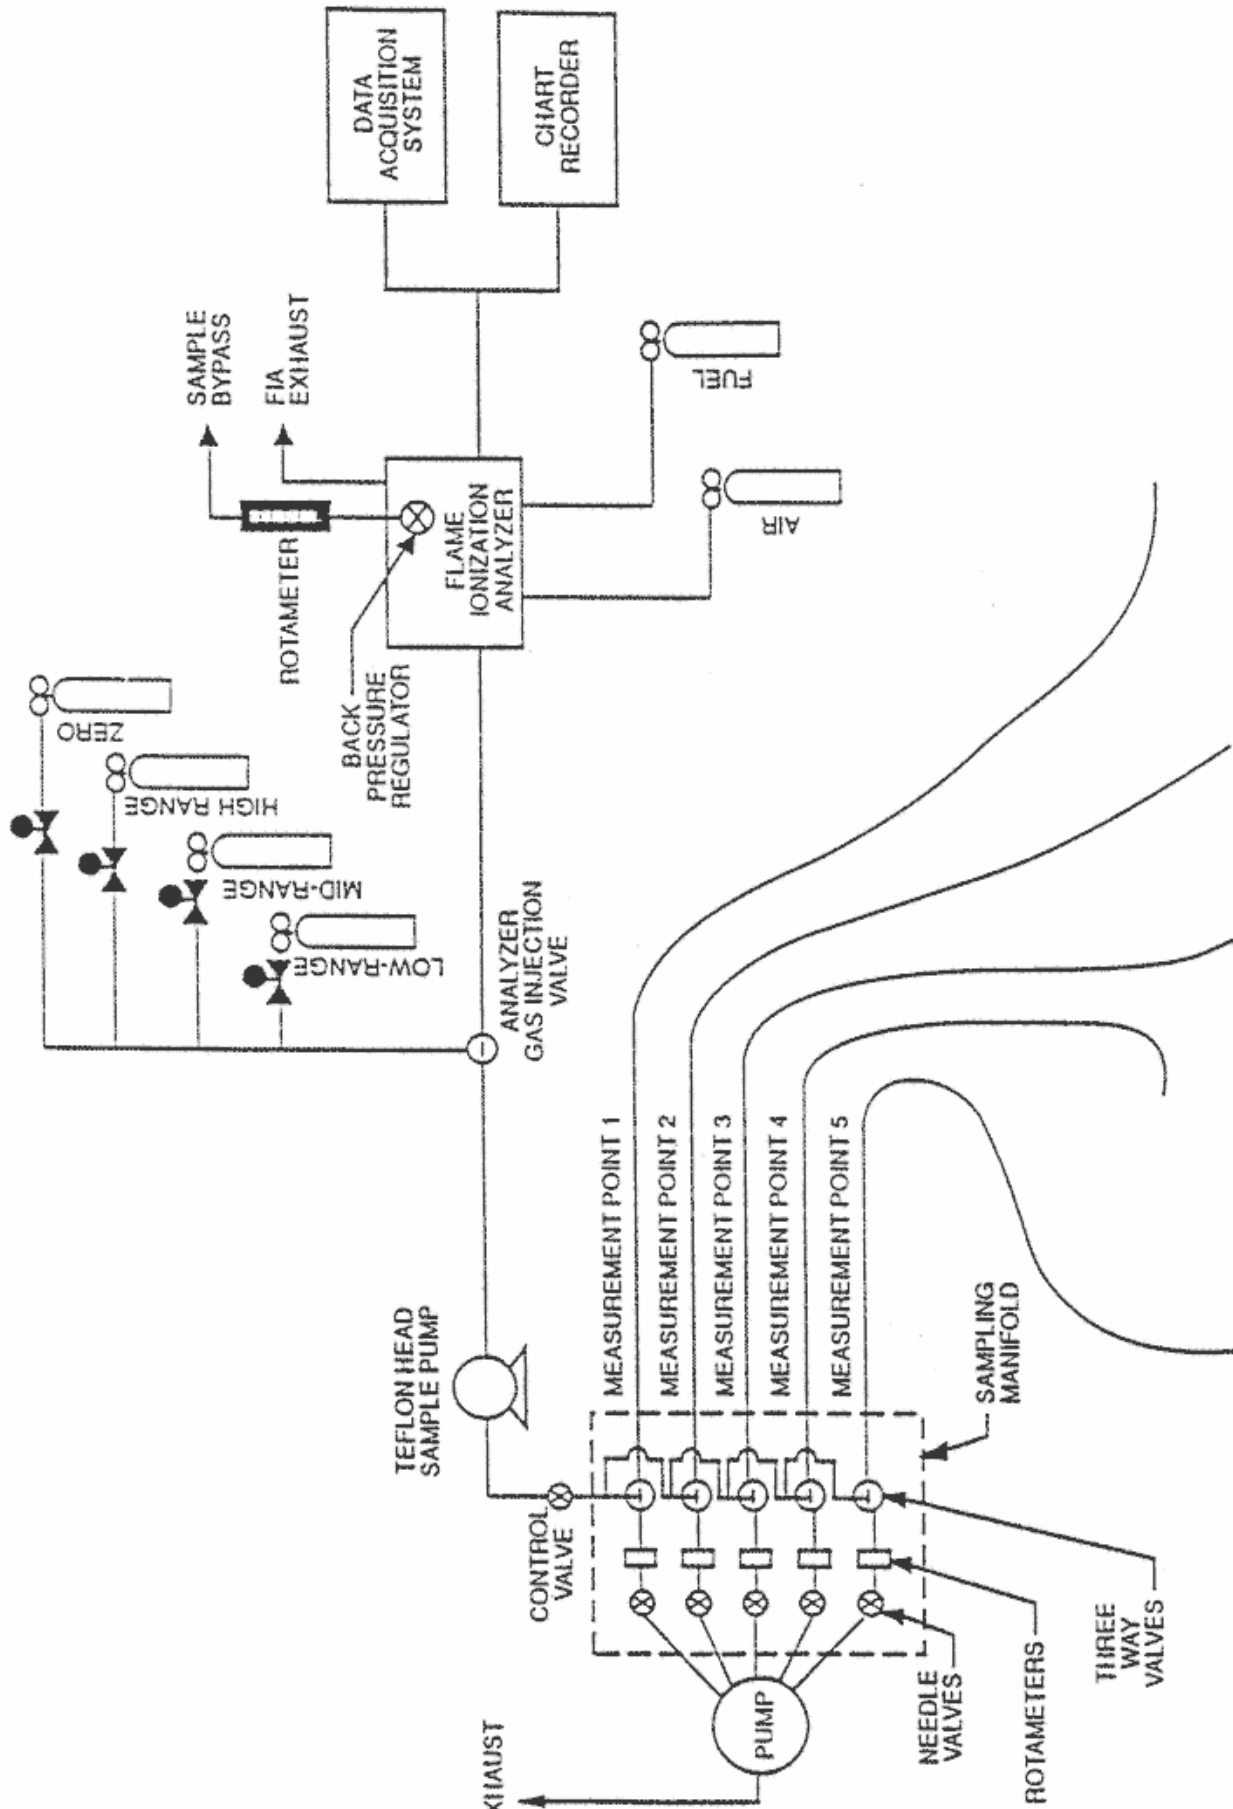 DATA
ACQUISITION
SYSTEM
CHART
RECORDER
SAMPLE
BYPASS
FIA
EXHAUST
ROTAMETER
FLAME
IONIZATION
ANALYZER
BACK
PRESSURE
REGULATOR
FUEL
AIR
ZERO
HIGH RANGE
MID-RANGE
LOW-RANGE
ANALYZER
GAS INJECTION
VALVE
TEFLON HEAD
SAMPLE PUMP
MEASUREMENT POINT 1
MEASUREMENT POINT 2
MEASUREMENT POINT 3
MEASUREMENT POINT 4
MEASUREMENT POINT 5
SAMPLING
MANIFOLD
CONTROL
VALVE
THREE
WAY
VALVES
ROTAMETERS
NEEDLE
VALVES
PUMP
XHAUST